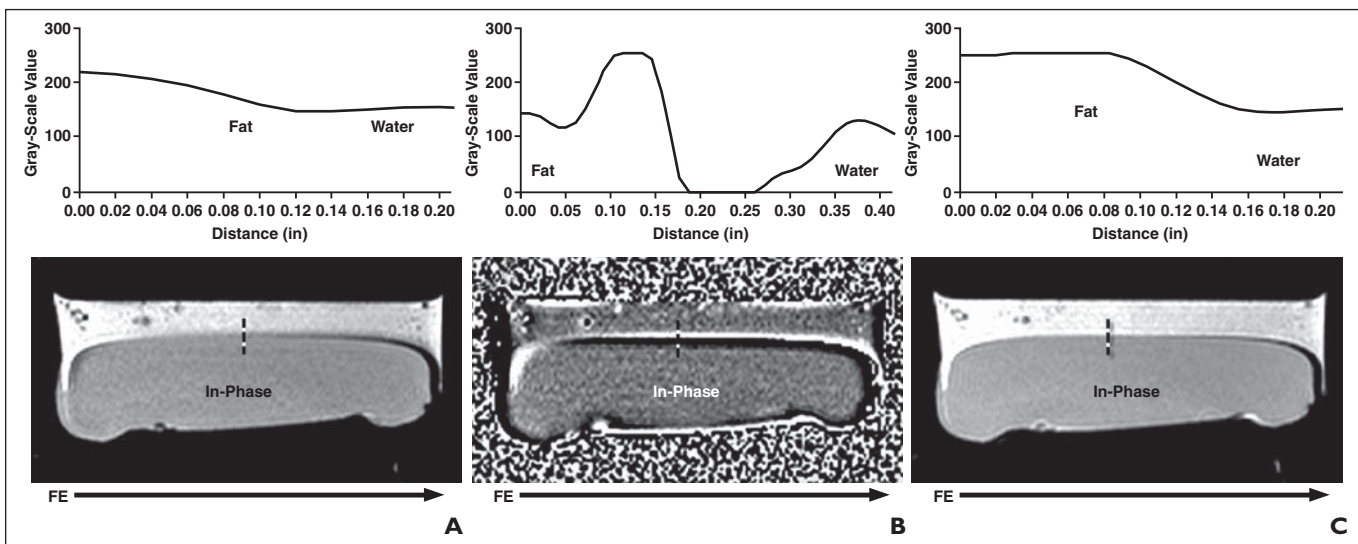 300
200
100
0
Gray-Scale Value
Fat
Water
0.00 0.02 0.04 0.06 0.08 0.10 0.12 0.14 0.16 0.18 0.20
Distance (in)
In-Phase
FE
A
300
200
100
0
Gray-Scale Value
Fat
Water
0.00 0.05 0.10 0.15 0.20 0.25 0.30 0.35 0.40
Distance (in)
In-Phase
FE
B
300
200
100
0
Gray-Scale Value
Fat
Water
0.00 0.02 0.04 0.06 0.08 0.10 0.12 0.14 0.16 0.18 0.20
Distance (in)
In-Phase
FE
C